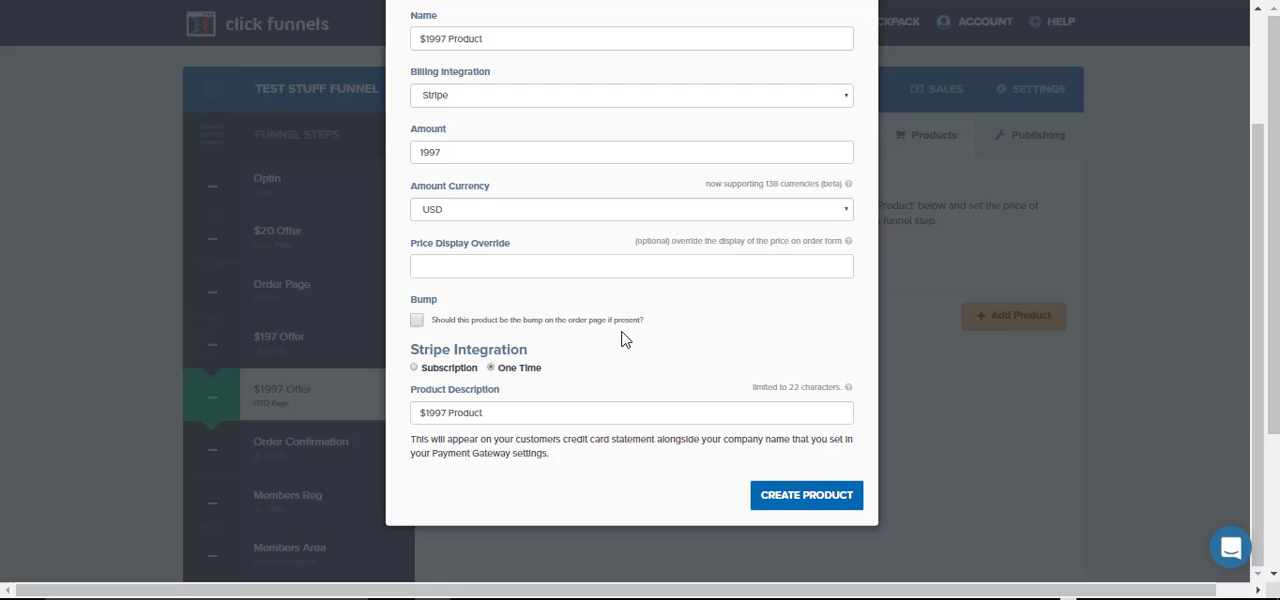 click funnels
CKPACK
ACCOUNT
HELP
Name
$1997 Product
Billing Integration
Stripe
Amount
1997
Amount Currency
now supporting 138 currencies (beta)
USD
Price Display Override
(optional) override the display of the price on order form
Bump
Should this product be the bump on the order page if present?
Stripe Integration
Subscription One Time
Product Description
limited to 22 characters.
$1997 Product
This will appear on your customers credit card statement alongside your company name that you set in
your Payment Gateway settings.
CREATE PRODUCT
TEST STUFF FUNNEL
SALES
SETTINGS
FUNNEL STEPS
Products
Publishing
Optin
$20 Offer
Order Page
$197 Offer
$1997 Offer
OTO Page
Order Confirmation
Members Reg
Members Area
Product' below and set the price of
funnel step.
+ Add Product